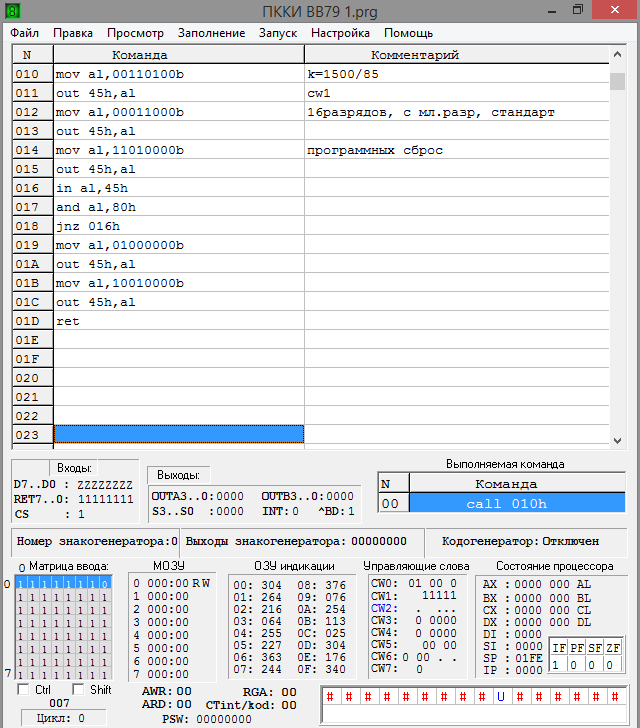 ПККИ ВВ79 1.prg
Файл Правка Просмотр Заполнение Запуск Настройка Помощь
N Команда Комментарий
010 mov al,00110100b k=1500/85
011 out 45h,al cw1
012 mov al,00011000b 16разрядов, с мл.разр, стандарт
013 out 45h,al
014 mov al,11010000b программных сброс
015 out 45h,al
016 in al,45h
017 and al,80h
018 jnz 016h
019 mov al,01000000b
01A out 45h,al
01B mov al,10010000b
01C out 45h,al
01D ret
01E
01F
020
021
022
023
Входы:
D7..D0 : ZZZZZZZZ
RET7..0: 11111111
CS : 1
Выходы:
OUTA3..0:0000 OUTB3..0:0000
S3..S0 :0000 INT:0 ^BD:1
Выполняемая команда
N Команда
00 call 010h
Номер знакогенератора:0 Выходы знакогенератора: 00000000 Кодогенератор: Отключен
0 Матрица ввода:
0 1 1 1 1 1 1 1 0
1 1 1 1 1 1 1 1
1 1 1 1 1 1 1 1
1 1 1 1 1 1 1 1
1 1 1 1 1 1 1 1
1 1 1 1 1 1 1 1
1 1 1 1 1 1 1 1
7 1 1 1 1 1 1 1 1
Ctrl Shift
007
Цикл: 0
МОЗУ
0 000:00 R W
1 000:00
2 000:00
3 000:00
4 000:00
5 000:00
6 000:00
7 000:00
ОЗУ индикации
00: 304 08: 376
01: 264 09: 076
02: 216 0A: 254
03: 064 0B: 113
04: 255 0C: 025
05: 227 0D: 304
06: 363 0E: 176
07: 244 0F: 340
Управляющие слова
CW0: 01 00 0
CW1: 11111
CW2: . ...
CW3: 0 0000
CW4: 0 0000
CW5: 00 00
CW6: 0 00 . .
CW7: 0
Состояние процессора
AX : 0000 000 AL
BX : 0000 000 BL
CX : 0000 000 CL
DX : 0000 000 DL
DI : 0000
SI : 0000
SP : 01FE
IP : 0000
IF PF SF ZF
1 0 0 0
AWR: 00 RGA: 00
ARD: 00 CTint/kod: 00
PSW: 00000000
# # # # # # # # # U # # # # # #